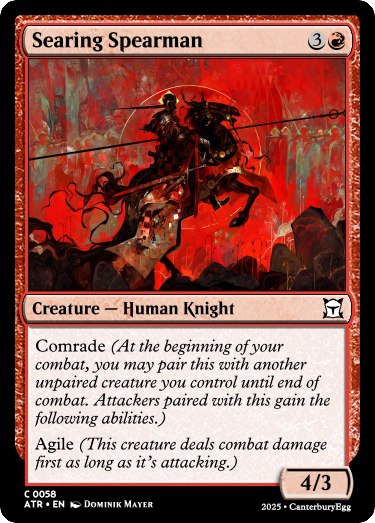 Searing Spearman 3
Creature — Human Knight
Comrade (At the beginning of your
combat, you may pair this with another
unpaired creature you control until end of
combat. Attackers paired with this gain the
following abilities.)
Agile (This creature deals combat damage
first as long as it's attacking.)
4/3
C 0058
ATR • EN Dominik Mayer
2025 • CanterburyEgg